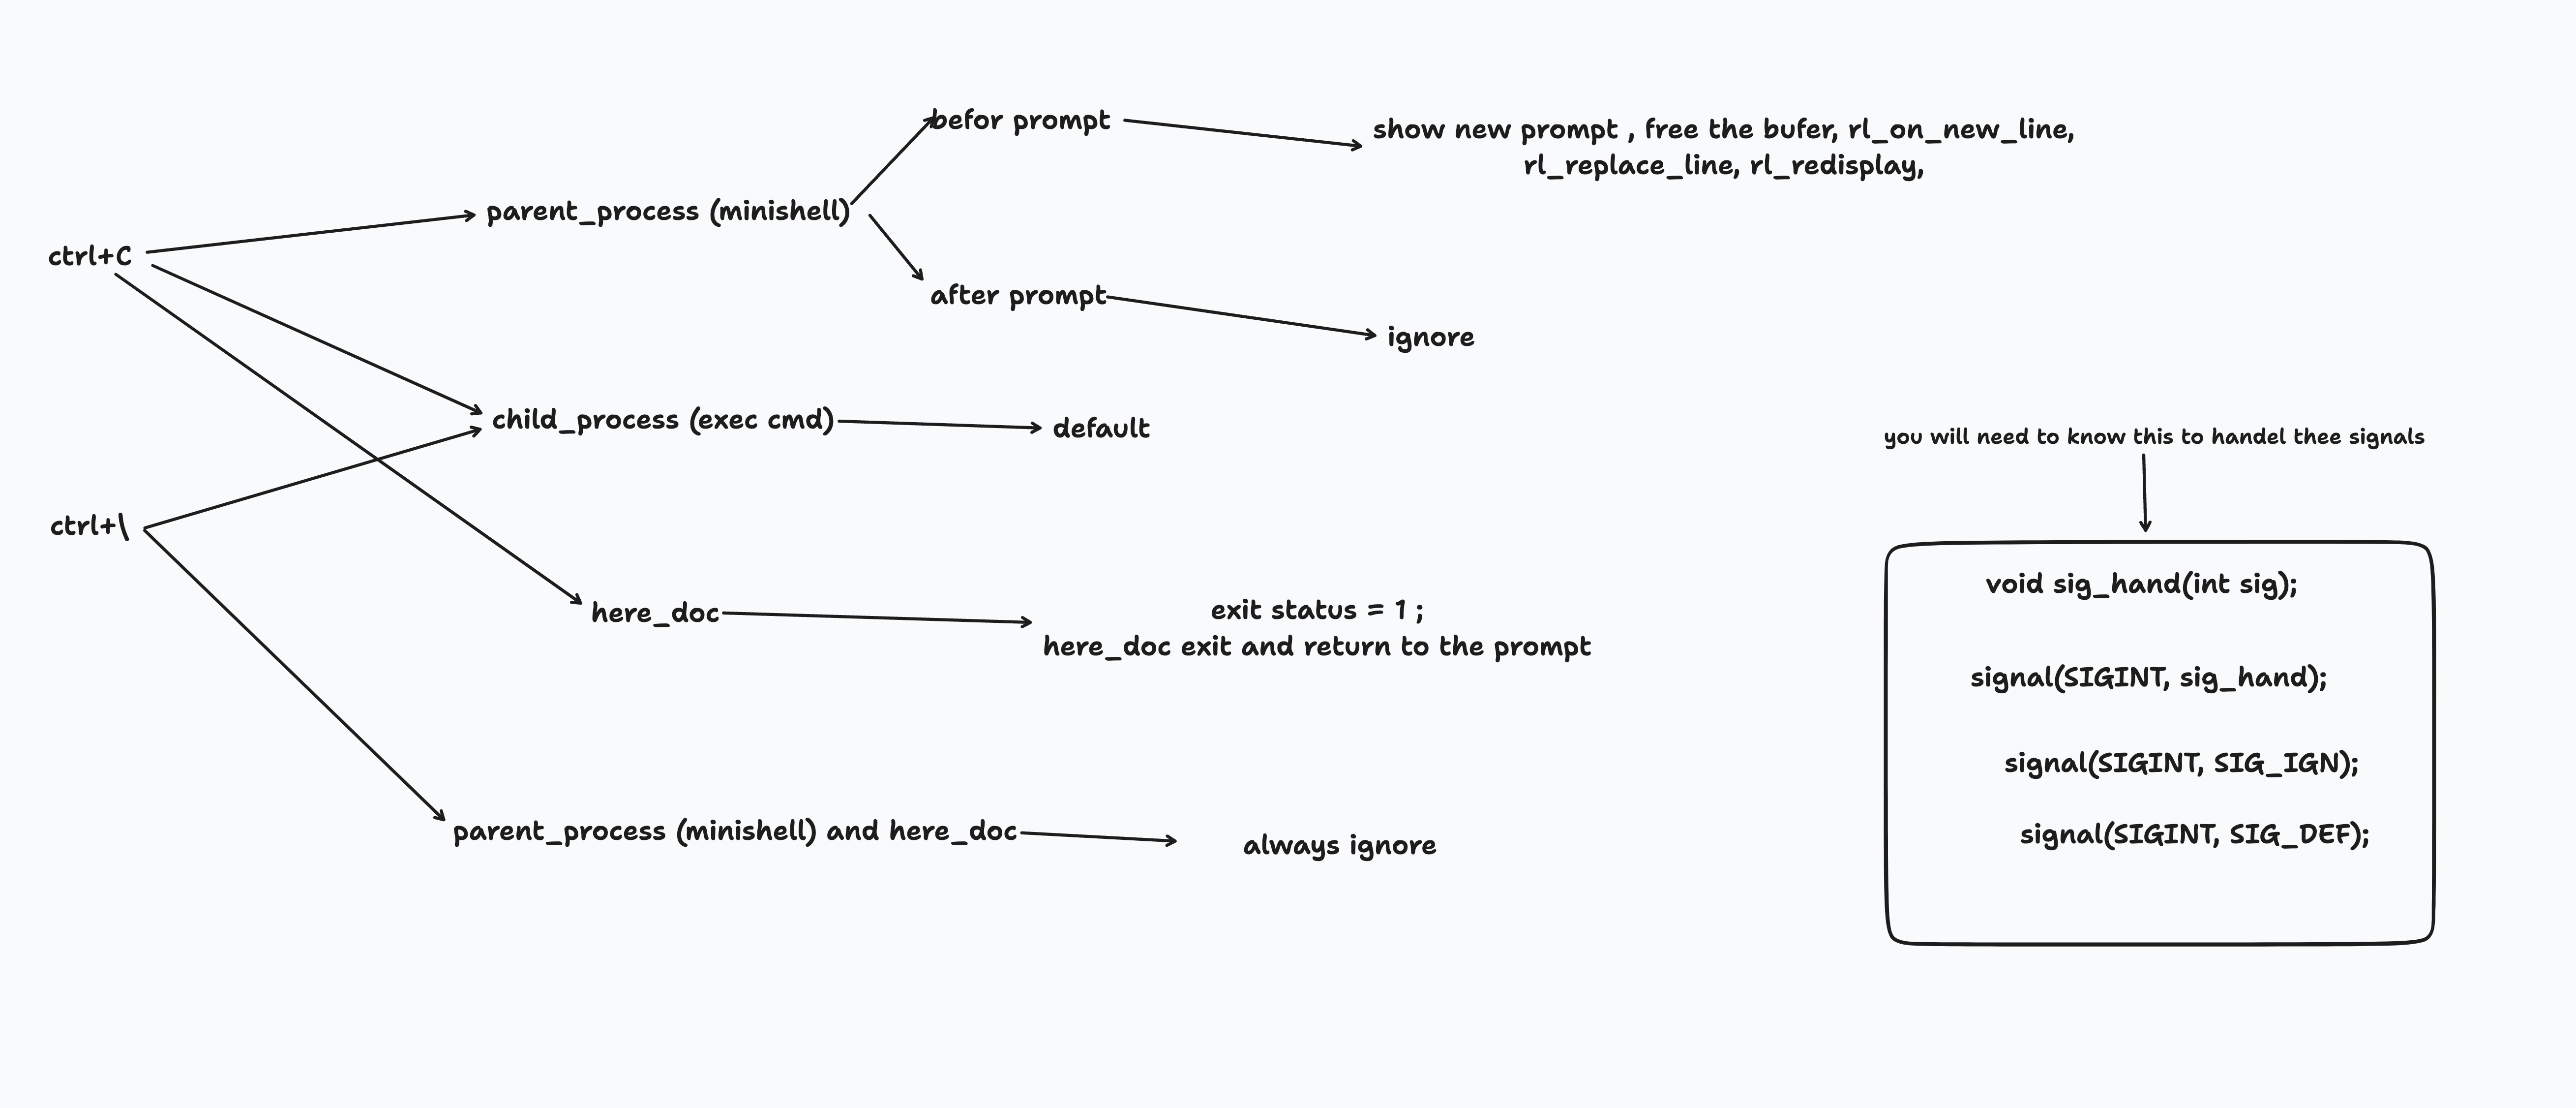 befor prompt
show new prompt , free the bufer, rl_on_new_line,
rl_replace_line, rl_redisplay,
parent_process (minishell)
ctrl+C
after prompt
ignore
child_process (exec cmd)
default
you will need to know this to handel thee signals
ctrl+\
void sig_hand(int sig);
here_doc
exit status = 1 ;
here_doc exit and return to the prompt
signal(SIGINT, sig_hand);
signal(SIGINT, SIG_IGN);
parent_process (minishell) and here_doc
always ignore
signal(SIGINT, SIG_DEF);